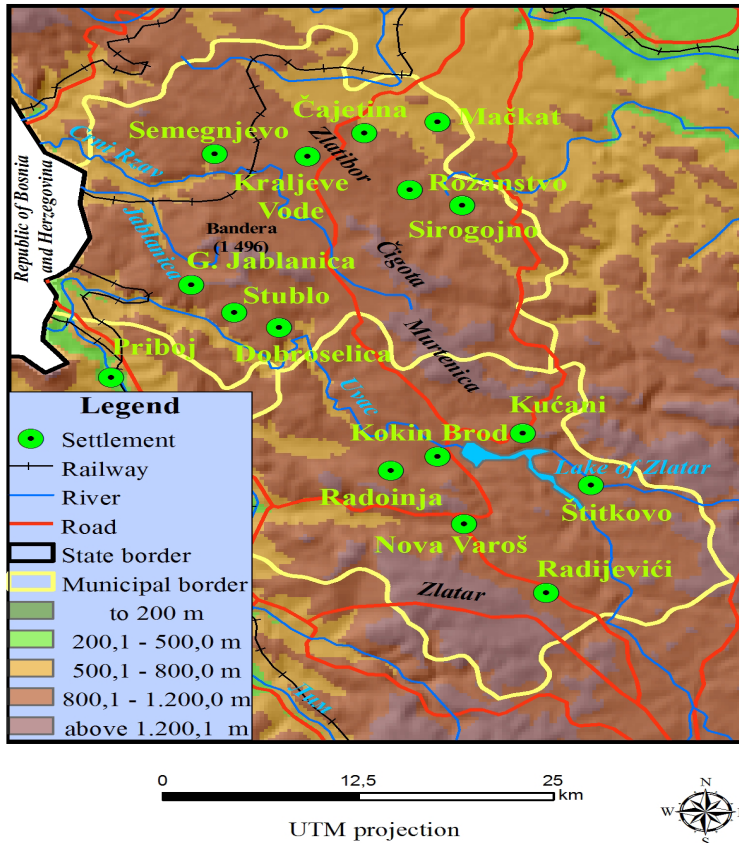 Čajetina
Mačkat
Semegnjevo
Zlatibor
Crni Rzav
Kraljeve
Vode
Rožanstvo
Sirogojno
Republic of Bosnia
and Herzegovina
Jablanica
Bandera
(1 496)
Čigota
G. Jablanica
Stublo
Dobroselica
Murtenica
Priboj
Uvac
Kućani
Kokin Brod
Lake of Zlatar
Radoinja
Štitkovo
Nova Varoš
Radijevići
Zlatar
Лим
Legend
Settlement
Railway
River
Road
State border
Municipal border
to 200 m
200,1 - 500,0 m
500,1 - 800,0 m
800,1 - 1.200,0 m
above 1.200,1 m
0 12,5 25
km
UTM projection
N
W
S